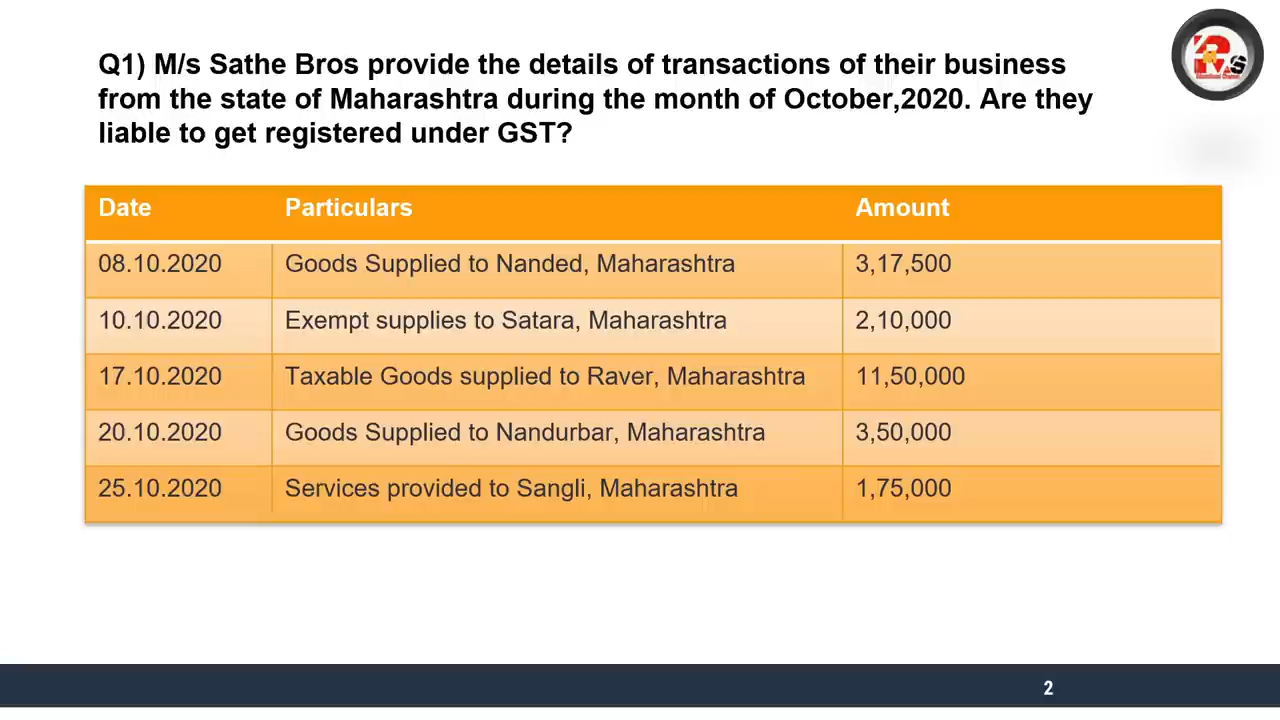 Q1) M/s Sathe Bros provide the details of transactions of their business
from the state of Maharashtra during the month of October,2020. Are they
liable to get registered under GST?
Date Particulars Amount
08.10.2020 Goods Supplied to Nanded, Maharashtra 3,17,500
10.10.2020 Exempt supplies to Satara, Maharashtra 2,10,000
17.10.2020 Taxable Goods supplied to Raver, Maharashtra 11,50,000
20.10.2020 Goods Supplied to Nandurbar, Maharashtra 3,50,000
25.10.2020 Services provided to Sangli, Maharashtra 1,75,000
2